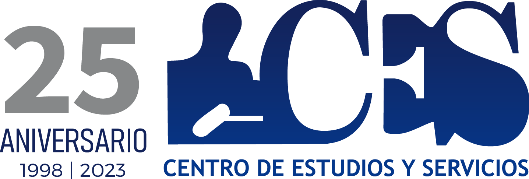 25
ANIVERSARIO
1998 | 2023
CES
CENTRO DE ESTUDIOS Y SERVICIOS